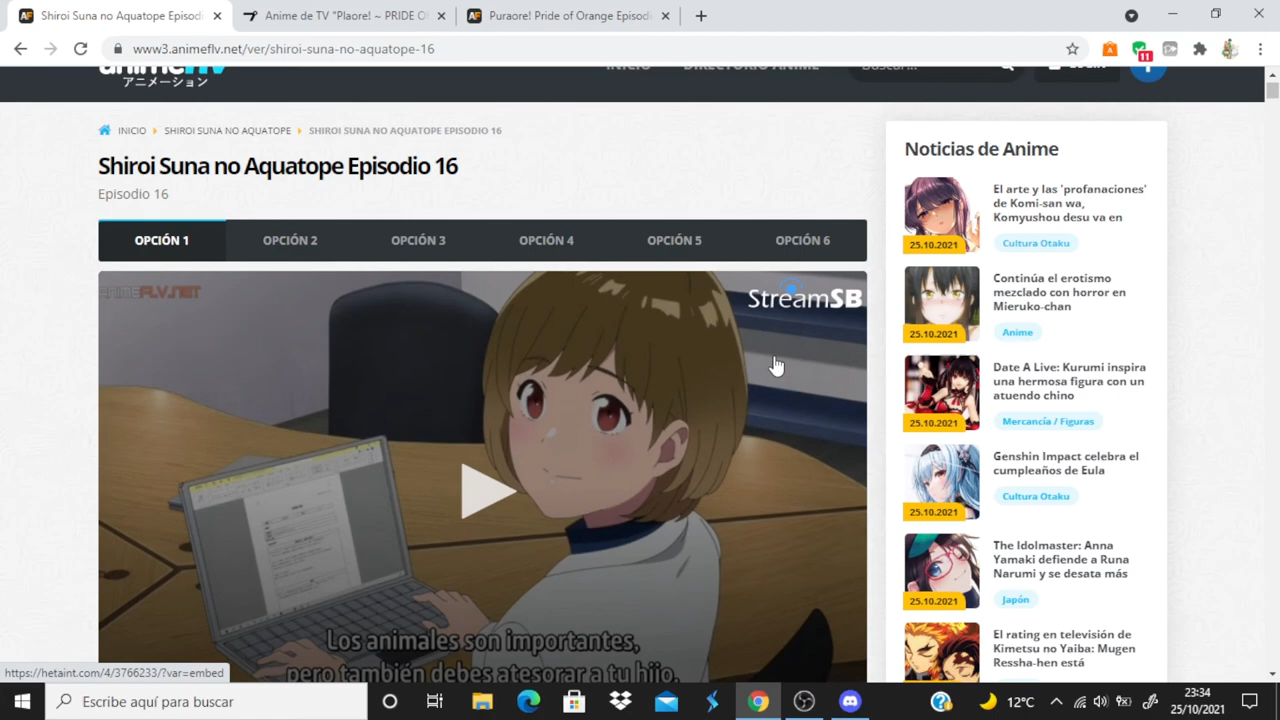 Shiroi Suna no Aquatope Episodi
Anime de TV "Plaore! ~ PRIDE O
Puraore! Pride of Orange Episodi
www3.animeflv.net/ver/shiroi-suna-no-aquatope-16
11
アニメーション
INICIO
DIRECTORIO ANIME
Buscar...
INICIO
SHIROI SUNA NO AQUATOPE
SHIROI SUNA NO AQUATOPE EPISODIO 16
Shiroi Suna no Aquatope Episodio 16
Episodio 16
OPCIÓN 1
OPCIÓN 2
OPCIÓN 3
OPCIÓN 4
OPCIÓN 5
OPCIÓN 6
ANIMEFLV.NET
StreamSB
Los animales son importantes,
pero también debes atesorar a tu hijo.
Noticias de Anime
El arte y las 'profanaciones'
de Komi-san wa,
Komyushou desu va en
25.10.2021
Cultura Otaku
Continúa el erotismo
mezclado con horror en
Mieruko-chan
25.10.2021
Anime
Date A Live: Kurumi inspira
una hermosa figura con un
atuendo chino
25.10.2021
Mercancía / Figuras
Genshin Impact celebra el
cumpleaños de Eula
Cultura Otaku
25.10.2021
The Idolmaster: Anna
Yamaki defiende a Runa
Narumi y se desata más
25.10.2021
Japón
El rating en televisión de
Kimetsu no Yaiba: Mugen
Ressha-hen está
https://hetaint.com/4/3766233/?var=embed
Escribe aquí para buscar
12°C
23:34
25/10/2021